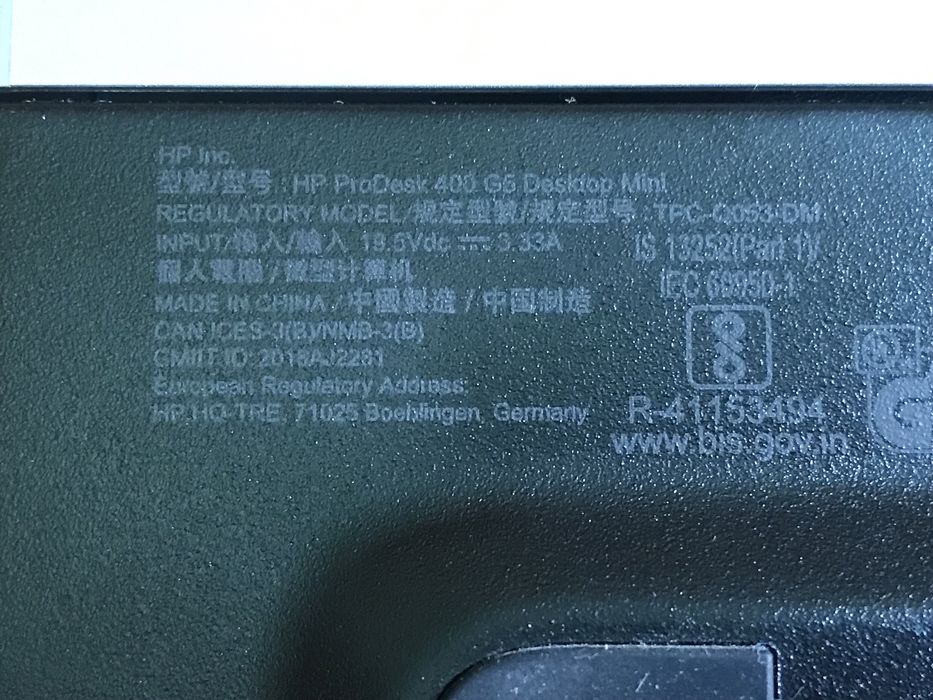 HP Inc.
型號/型号 : HP ProDesk 400 G5 Desktop Mini
REGULATORY MODEL/規定型號/规定型号 : TPC-Q053-DM
INPUT/輸入/输入 19.5Vdc ⎓ 3.33A
IS 13252(Part 1)/
IEC 60950-1
個人電腦 / 微型计算机
MADE IN CHINA / 中國製造 / 中国制造
CAN ICES-3(B)/NMB-3(B)
CMIIT ID: 2018AJ2281
European Regulatory Address:
HP HQ-TRE, 71025 Boeblingen, Germany
R-41153494
www.bis.gov.in